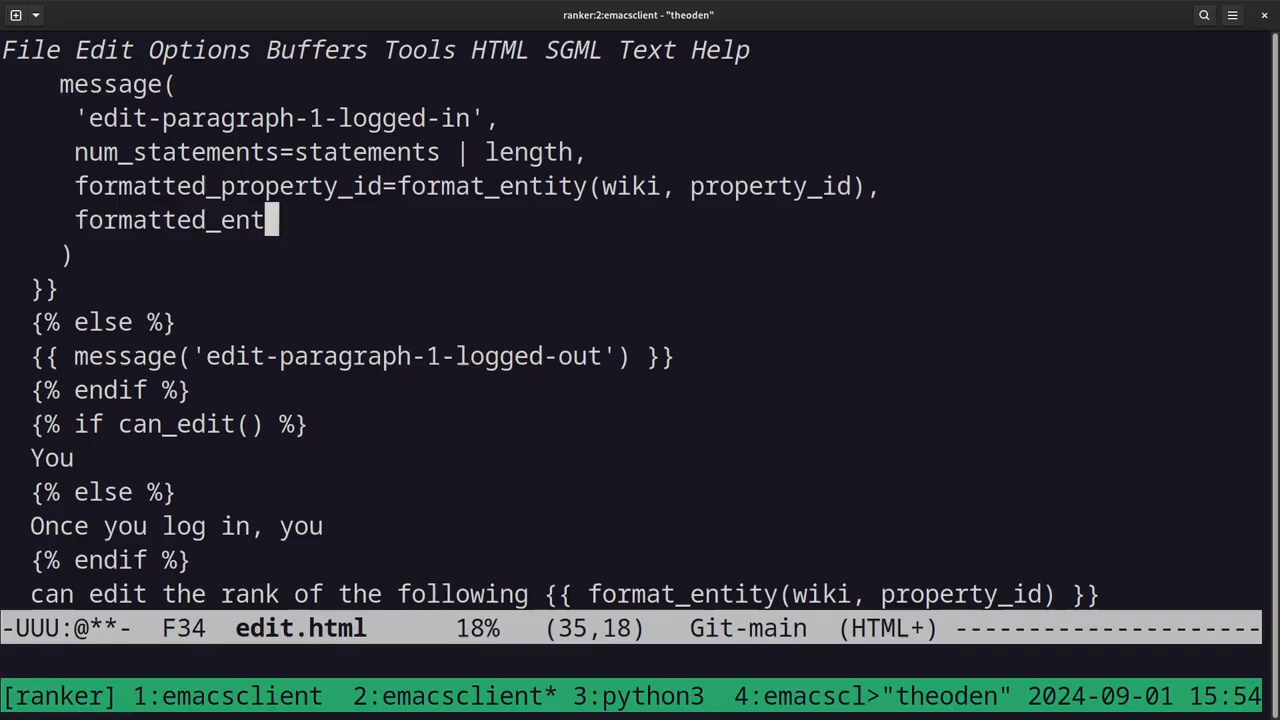 ranker:2:emacsclient - "theoden"
File Edit Options Buffers Tools HTML SGML Text Help
message(
'edit-paragraph-1-logged-in',
num_statements=statements | length,
formatted_property_id=format_entity(wiki, property_id),
formatted_ent
)
}}
{% else %}
{{ message('edit-paragraph-1-logged-out') }}
{% endif %}
{% if can_edit() %}
You
{% else %}
Once you log in, you
{% endif %}
can edit the rank of the following {{ format_entity(wiki, property_id) }}
-UUU:@**-  F34  edit.html      18%   (35,18)   Git-main  (HTML+) ---------------------
[ranker] 1:emacsclient  2:emacsclient* 3:python3  4:emacscl>"theoden" 2024-09-01 15:54